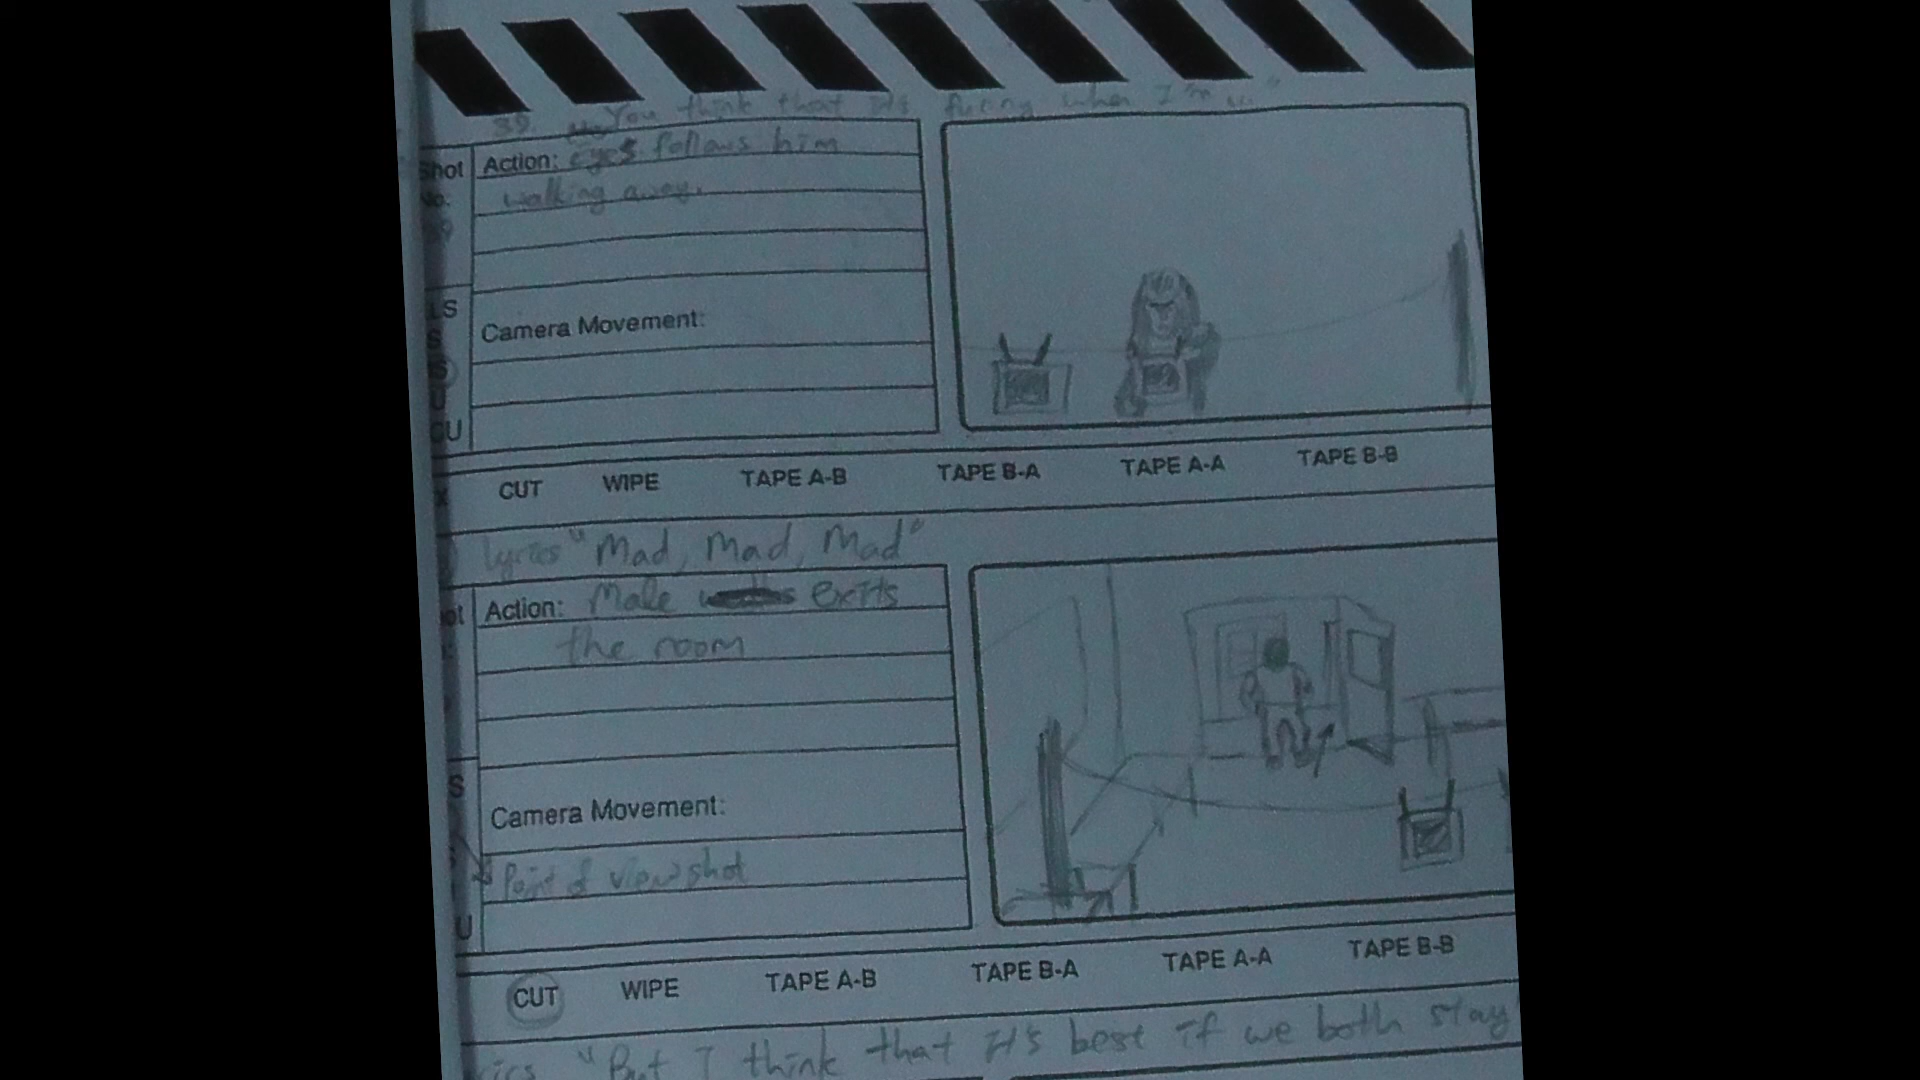 39. You think that It's funny when I'm
Shot
No.
Action: eyes follows him
walking away.
LS
S
S
U
CU
Camera Movement:
CUT WIPE TAPE A-B TAPE B-A TAPE A-A TAPE B-B
lyrics "Mad, Mad, Mad"
Action: Male exits
the room
S
U
Camera Movement:
Point of view shot
CUT WIPE TAPE A-B TAPE B-A TAPE A-A TAPE B-B
"But I think that It's best if we both stay